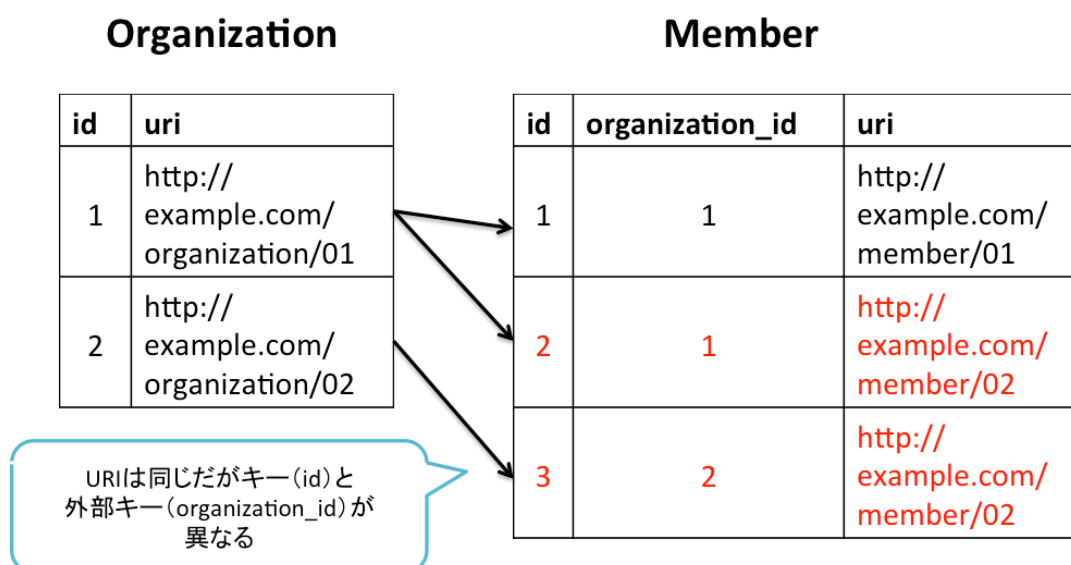 Organization
Member
id uri
1
http://
example.com/
organization/01
2
http://
example.com/
organization/02
id organization_id uri
1 1
http://
example.com/
member/01
2 1
http://
example.com/
member/02
3 2
http://
example.com/
member/02
URIは同じだがキー（id）と
外部キー（organization_id）が
異なる